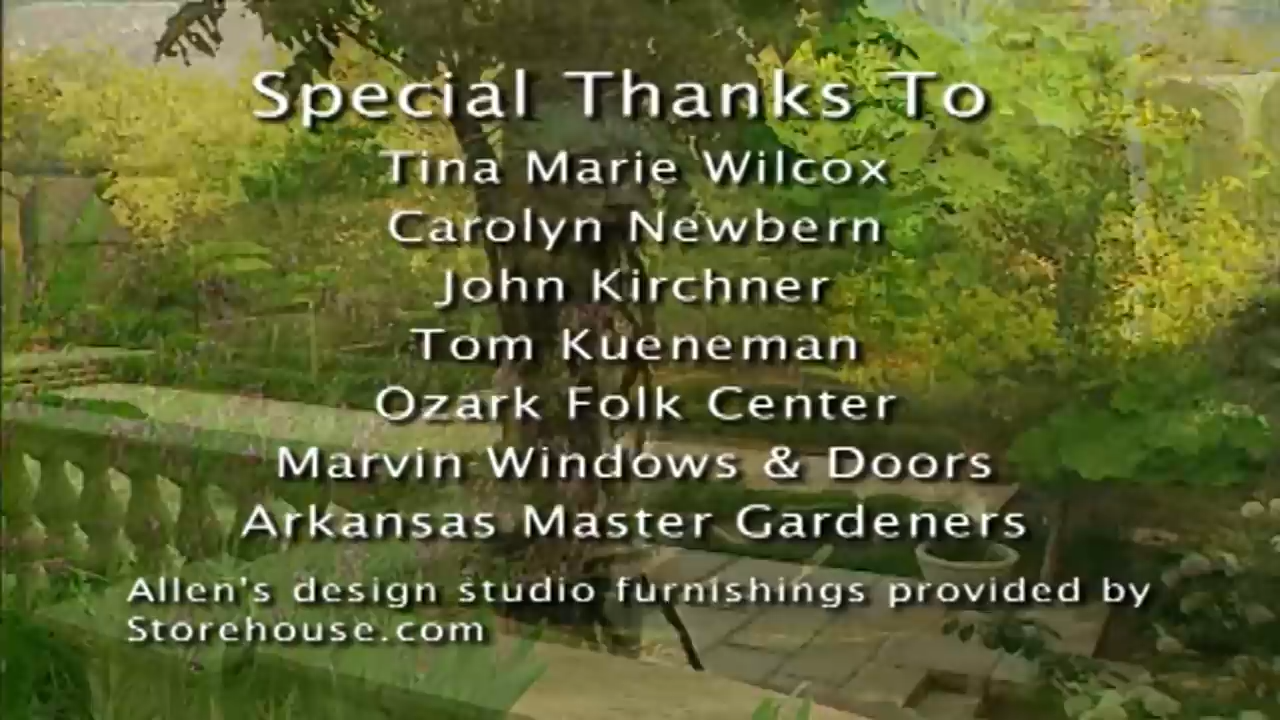 Special Thanks To
Tina Marie Wilcox
Carolyn Newbern
John Kirchner
Tom Kueneman
Ozark Folk Center
Marvin Windows & Doors
Arkansas Master Gardeners
Allen's design studio furnishings provided by
Storehouse.com